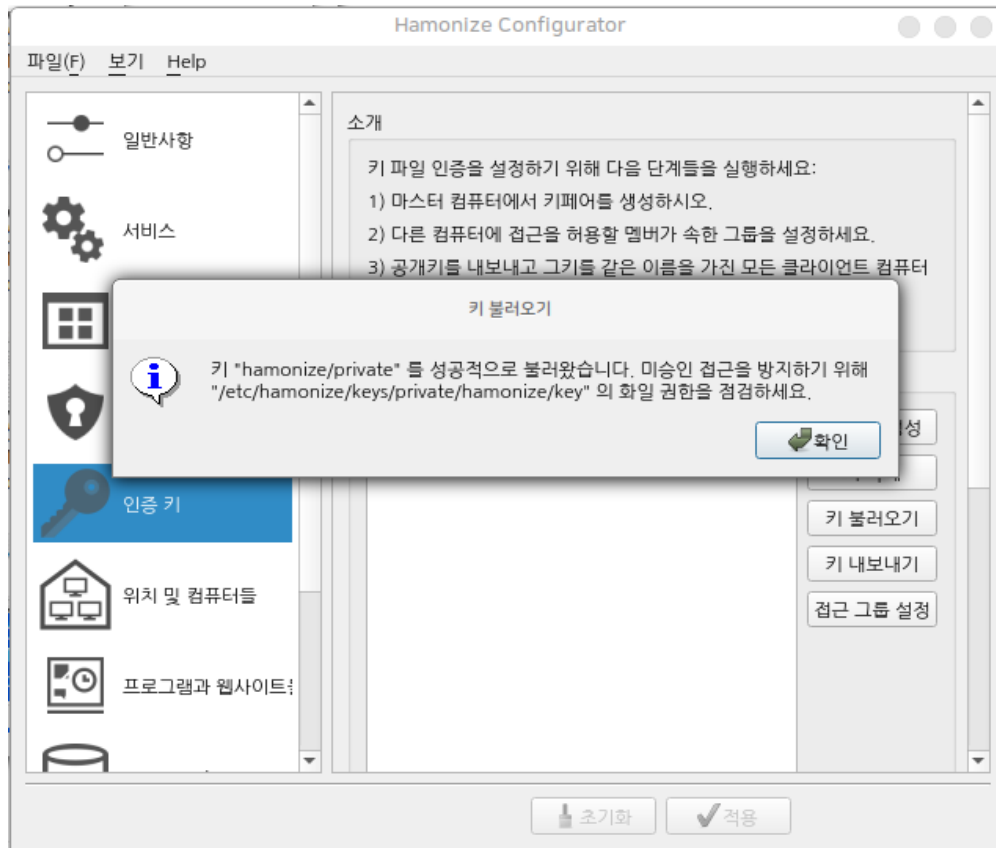 Hamonize Configurator
파일(F) 보기 Help
일반사항
서비스
인증 키
위치 및 컴퓨터들
프로그램과 웹사이트
소개
키 파일 인증을 설정하기 위해 다음 단계들을 실행하세요:
1) 마스터 컴퓨터에서 키페어를 생성하시오.
2) 다른 컴퓨터에 접근을 허용할 멤버가 속한 그룹을 설정하세요.
3) 공개키를 내보내고 그키를 같은 이름을 가진 모든 클라이언트 컴퓨터
키 불러오기
키 "hamonize/private" 를 성공적으로 불러왔습니다. 미승인 접근을 방지하기 위해
"/etc/hamonize/keys/private/hamonize/key" 의 화일 권한을 점검하세요.
확인
성
키 불러오기
키 내보내기
접근 그룹 설정
초기화 적용